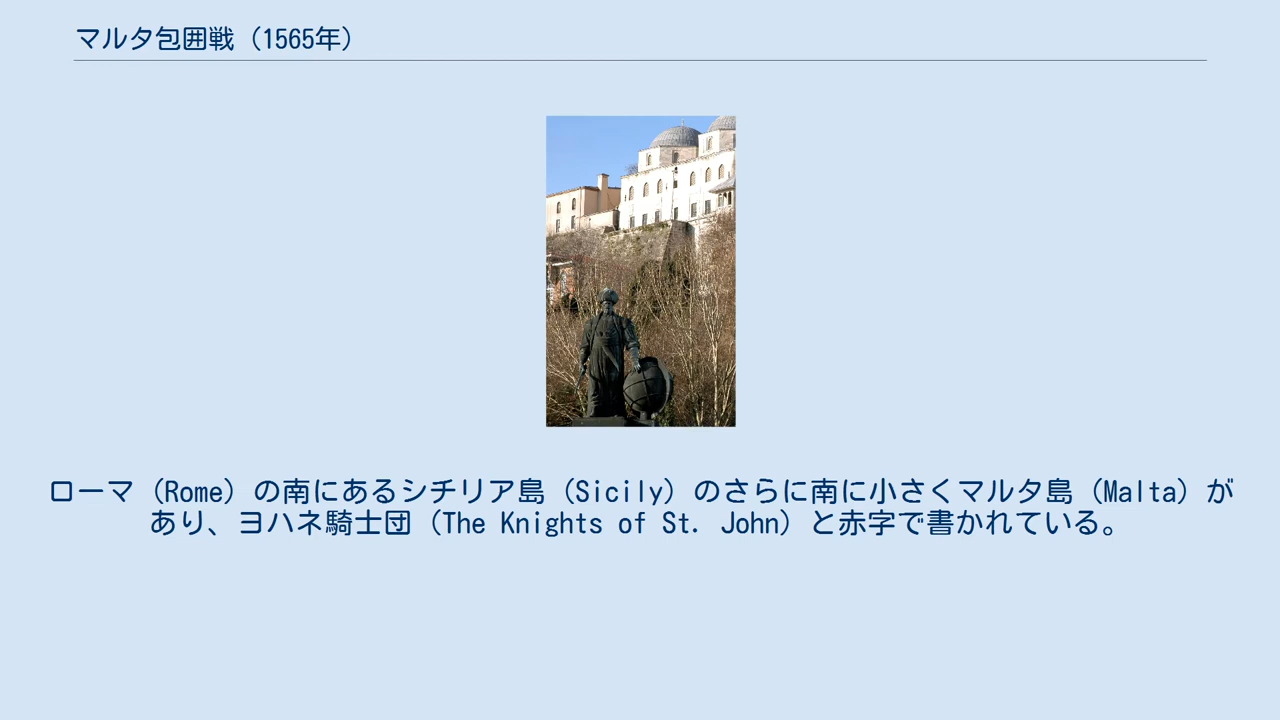 マルタ包囲戦（1565年）
ローマ（Rome）の南にあるシチリア島（Sicily）のさらに南に小さくマルタ島（Malta）が
あり、ヨハネ騎士団（The Knights of St. John）と赤字で書かれている。